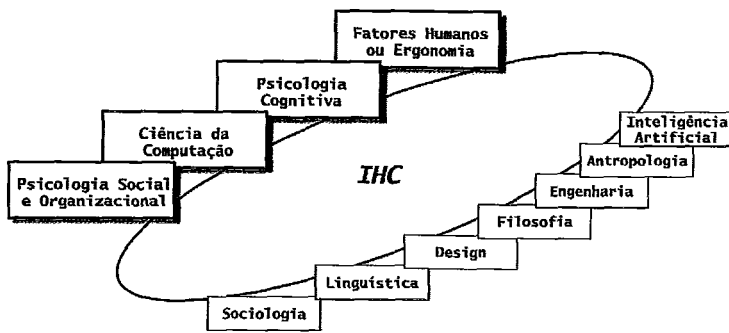 Fatores Humanos
ou Ergonomia
Psicologia
Cognitiva
Ciência da
Computação
Psicologia Social
e Organizacional
IHC
Inteligência
Artificial
Antropologia
Engenharia
Filosofia
Design
Linguística
Sociologia